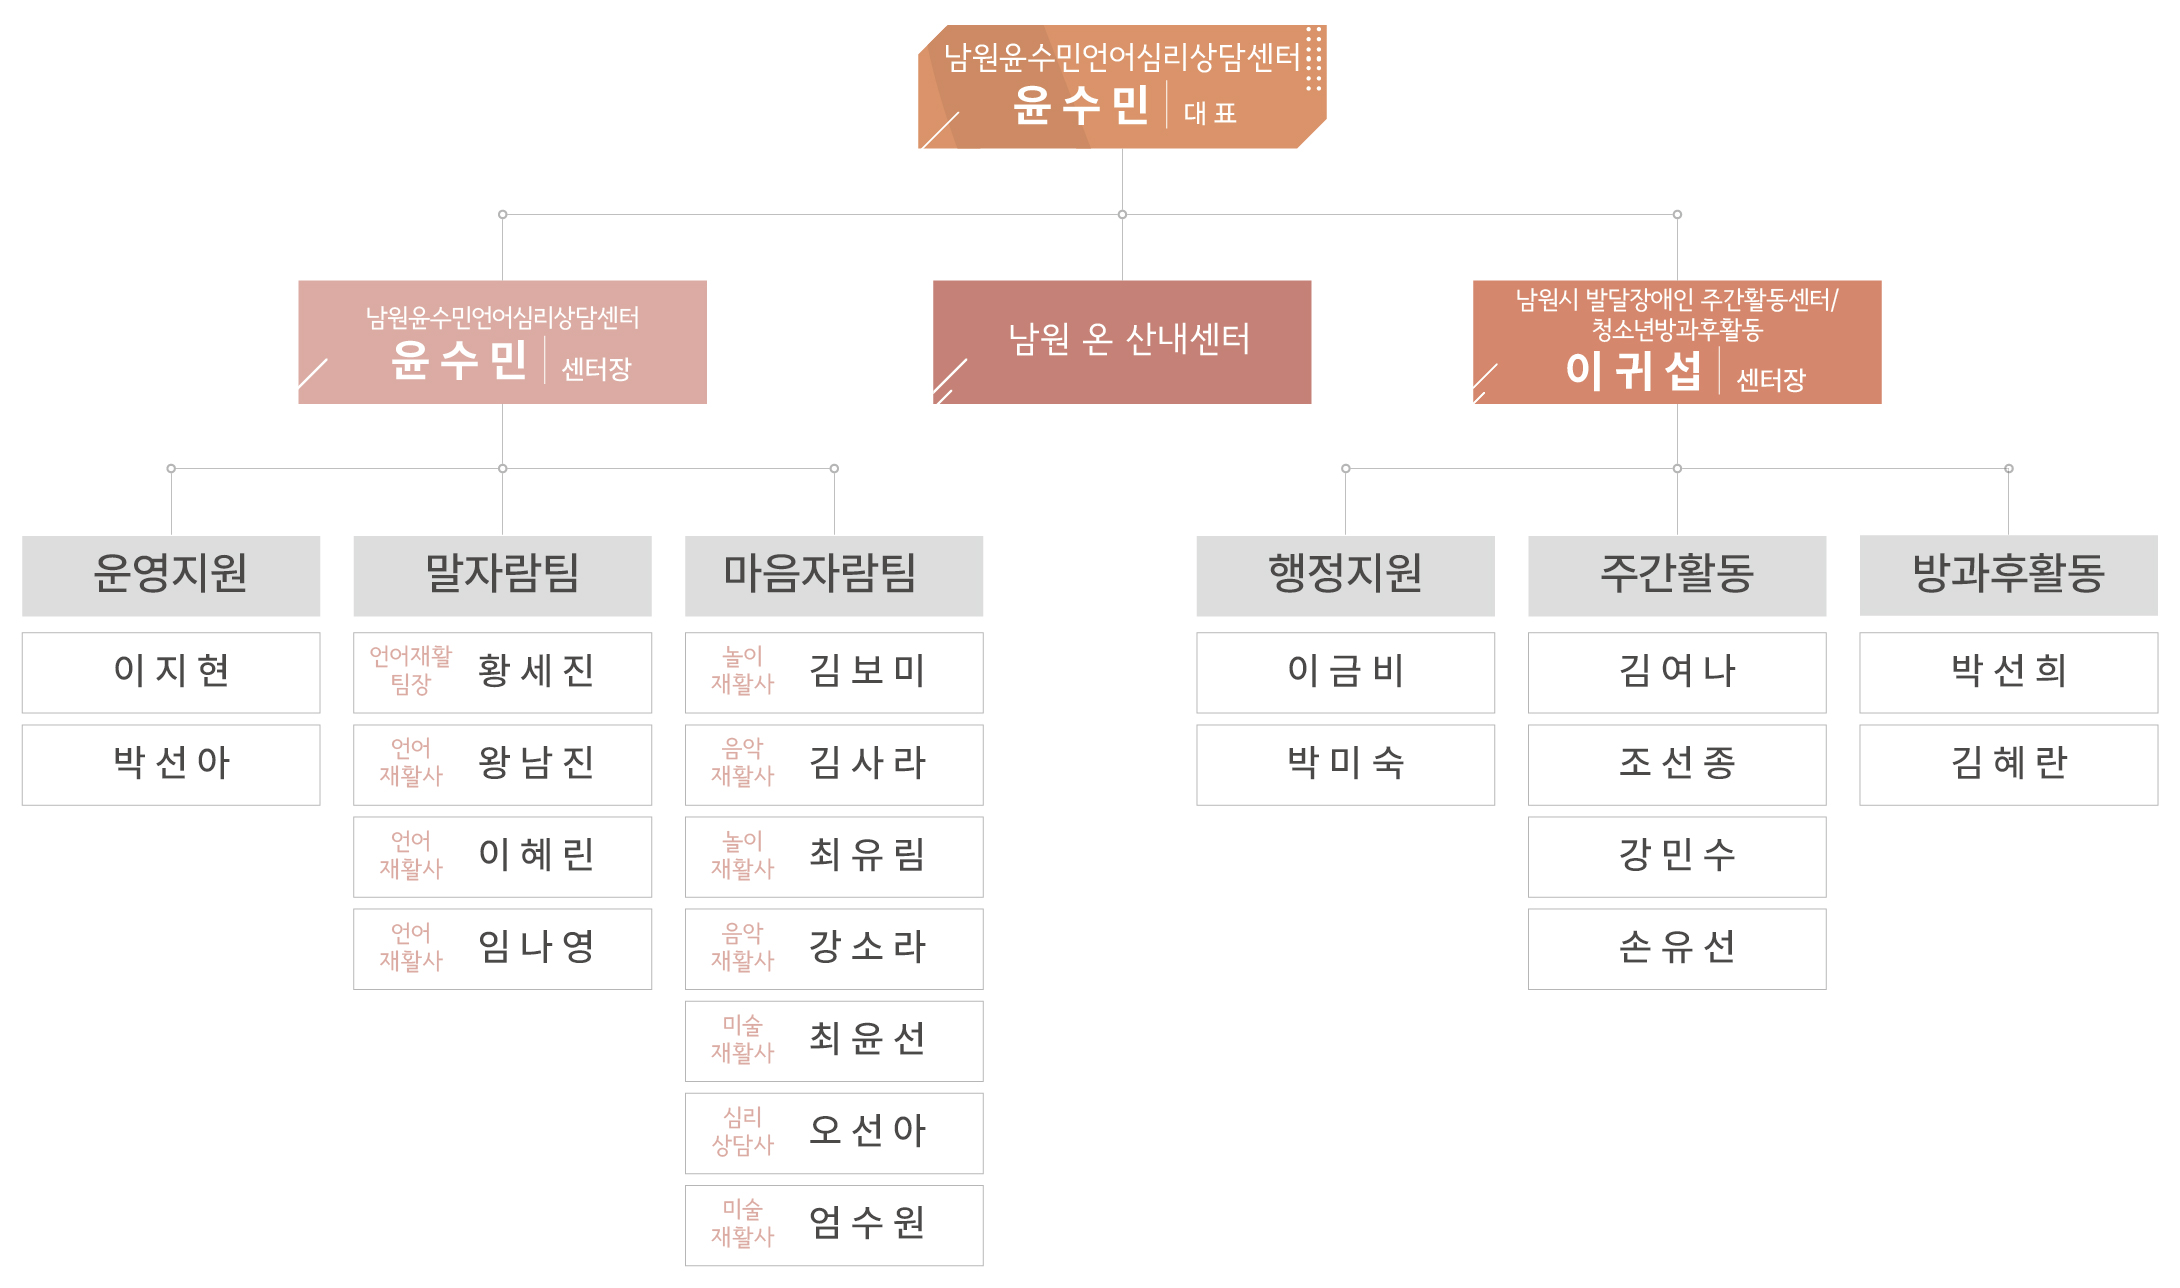 남원윤수민언어심리상담센터
윤 수 민 대 표
남원윤수민언어심리상담센터
윤 수 민 센터장
남원 온 산내센터
남원시 발달장애인 주간활동센터/
청소년방과후활동
이 귀 섭 센터장
운영지원
이 지 현
박 선 아
말자람팀
언어재활
팀장
황 세 진
언어
재활사
왕 남 진
언어
재활사
이 혜 린
언어
재활사
임 나 영
마음자람팀
놀이
재활사
김 보 미
음악
재활사
김 사 라
놀이
재활사
최 유 림
음악
재활사
강 소 라
미술
재활사
최 윤 선
심리
상담사
오 선 아
미술
재활사
엄 수 원
행정지원
이 금 비
박 미 숙
주간활동
김 여 나
조 선 종
강 민 수
손 유 선
방과후활동
박 선 희
김 혜 란